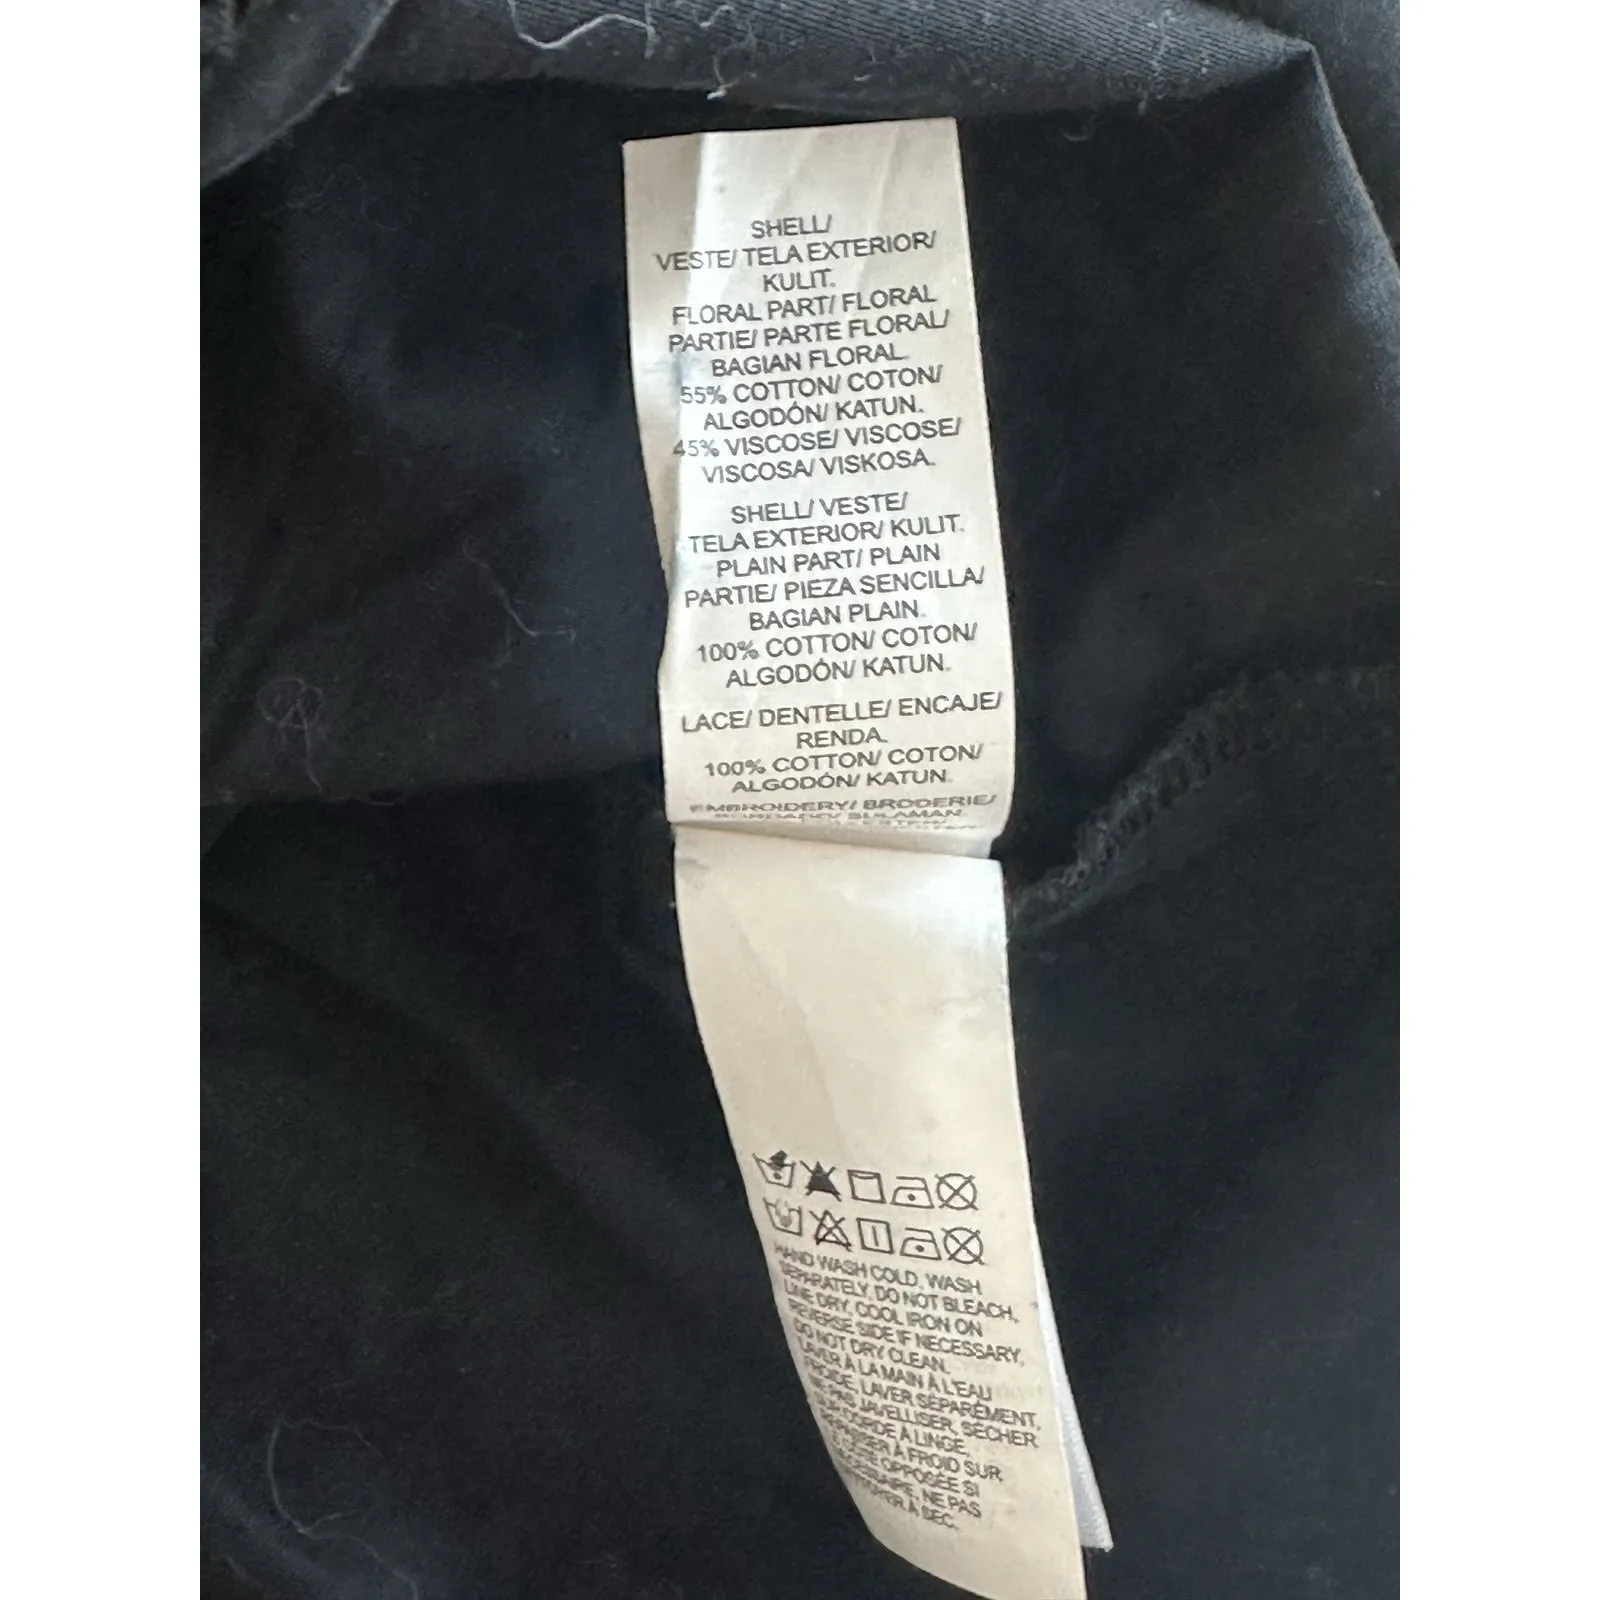 SHELL/
VESTE/ TELA EXTERIOR/
KULIT.
FLORAL PART/ FLORAL
PARTIE/ PARTE FLORAL/
BAGIAN FLORAL.
55% COTTON/ COTON/
ALGODÓN/ KATUN.
45% VISCOSE/ VISCOSE/
VISCOSA/ VISKOSA.
SHELL/ VESTE/
TELA EXTERIOR/ KULIT.
PLAIN PART/ PLAIN
PARTIE/ PIEZA SENCILLA/
BAGIAN PLAIN.
100% COTTON/ COTON/
ALGODÓN/ KATUN.
LACE/ DENTELLE/ ENCAJE/
RENDA.
100% COTTON/ COTON/
ALGODÓN/ KATUN.
EMBROIDERY/ BRODERIE/
SULAMAN.
HAND WASH COLD, WASH
SEPARATELY, DO NOT BLEACH,
LINE DRY, COOL IRON ON
REVERSE SIDE IF NECESSARY,
DO NOT DRY CLEAN.
LAVER À LA MAIN À L'EAU
FROIDE, LAVER SÉPARÉMENT,
NE PAS JAVELLISER, SÉCHER
SUR CORDE À LINGE,
REPASSER À FROID SUR
CÔTÉ OPPOSÉE SI
NÉCESSAIRE, NE PAS
À SEC.